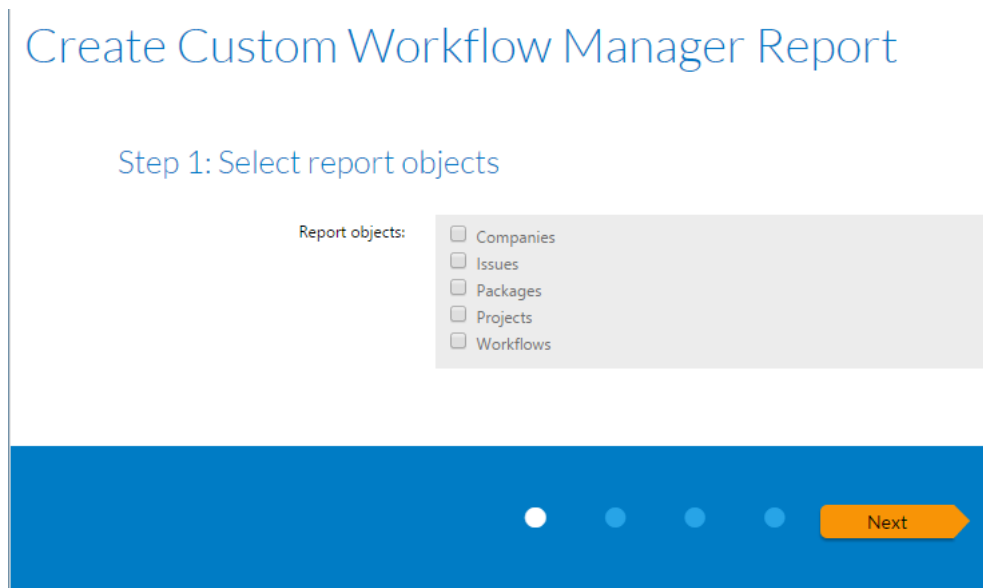 Create Custom Workflow Manager Report
Step 1: Select report objects
Report objects:
Companies
Issues
Packages
Projects
Workflows
Next